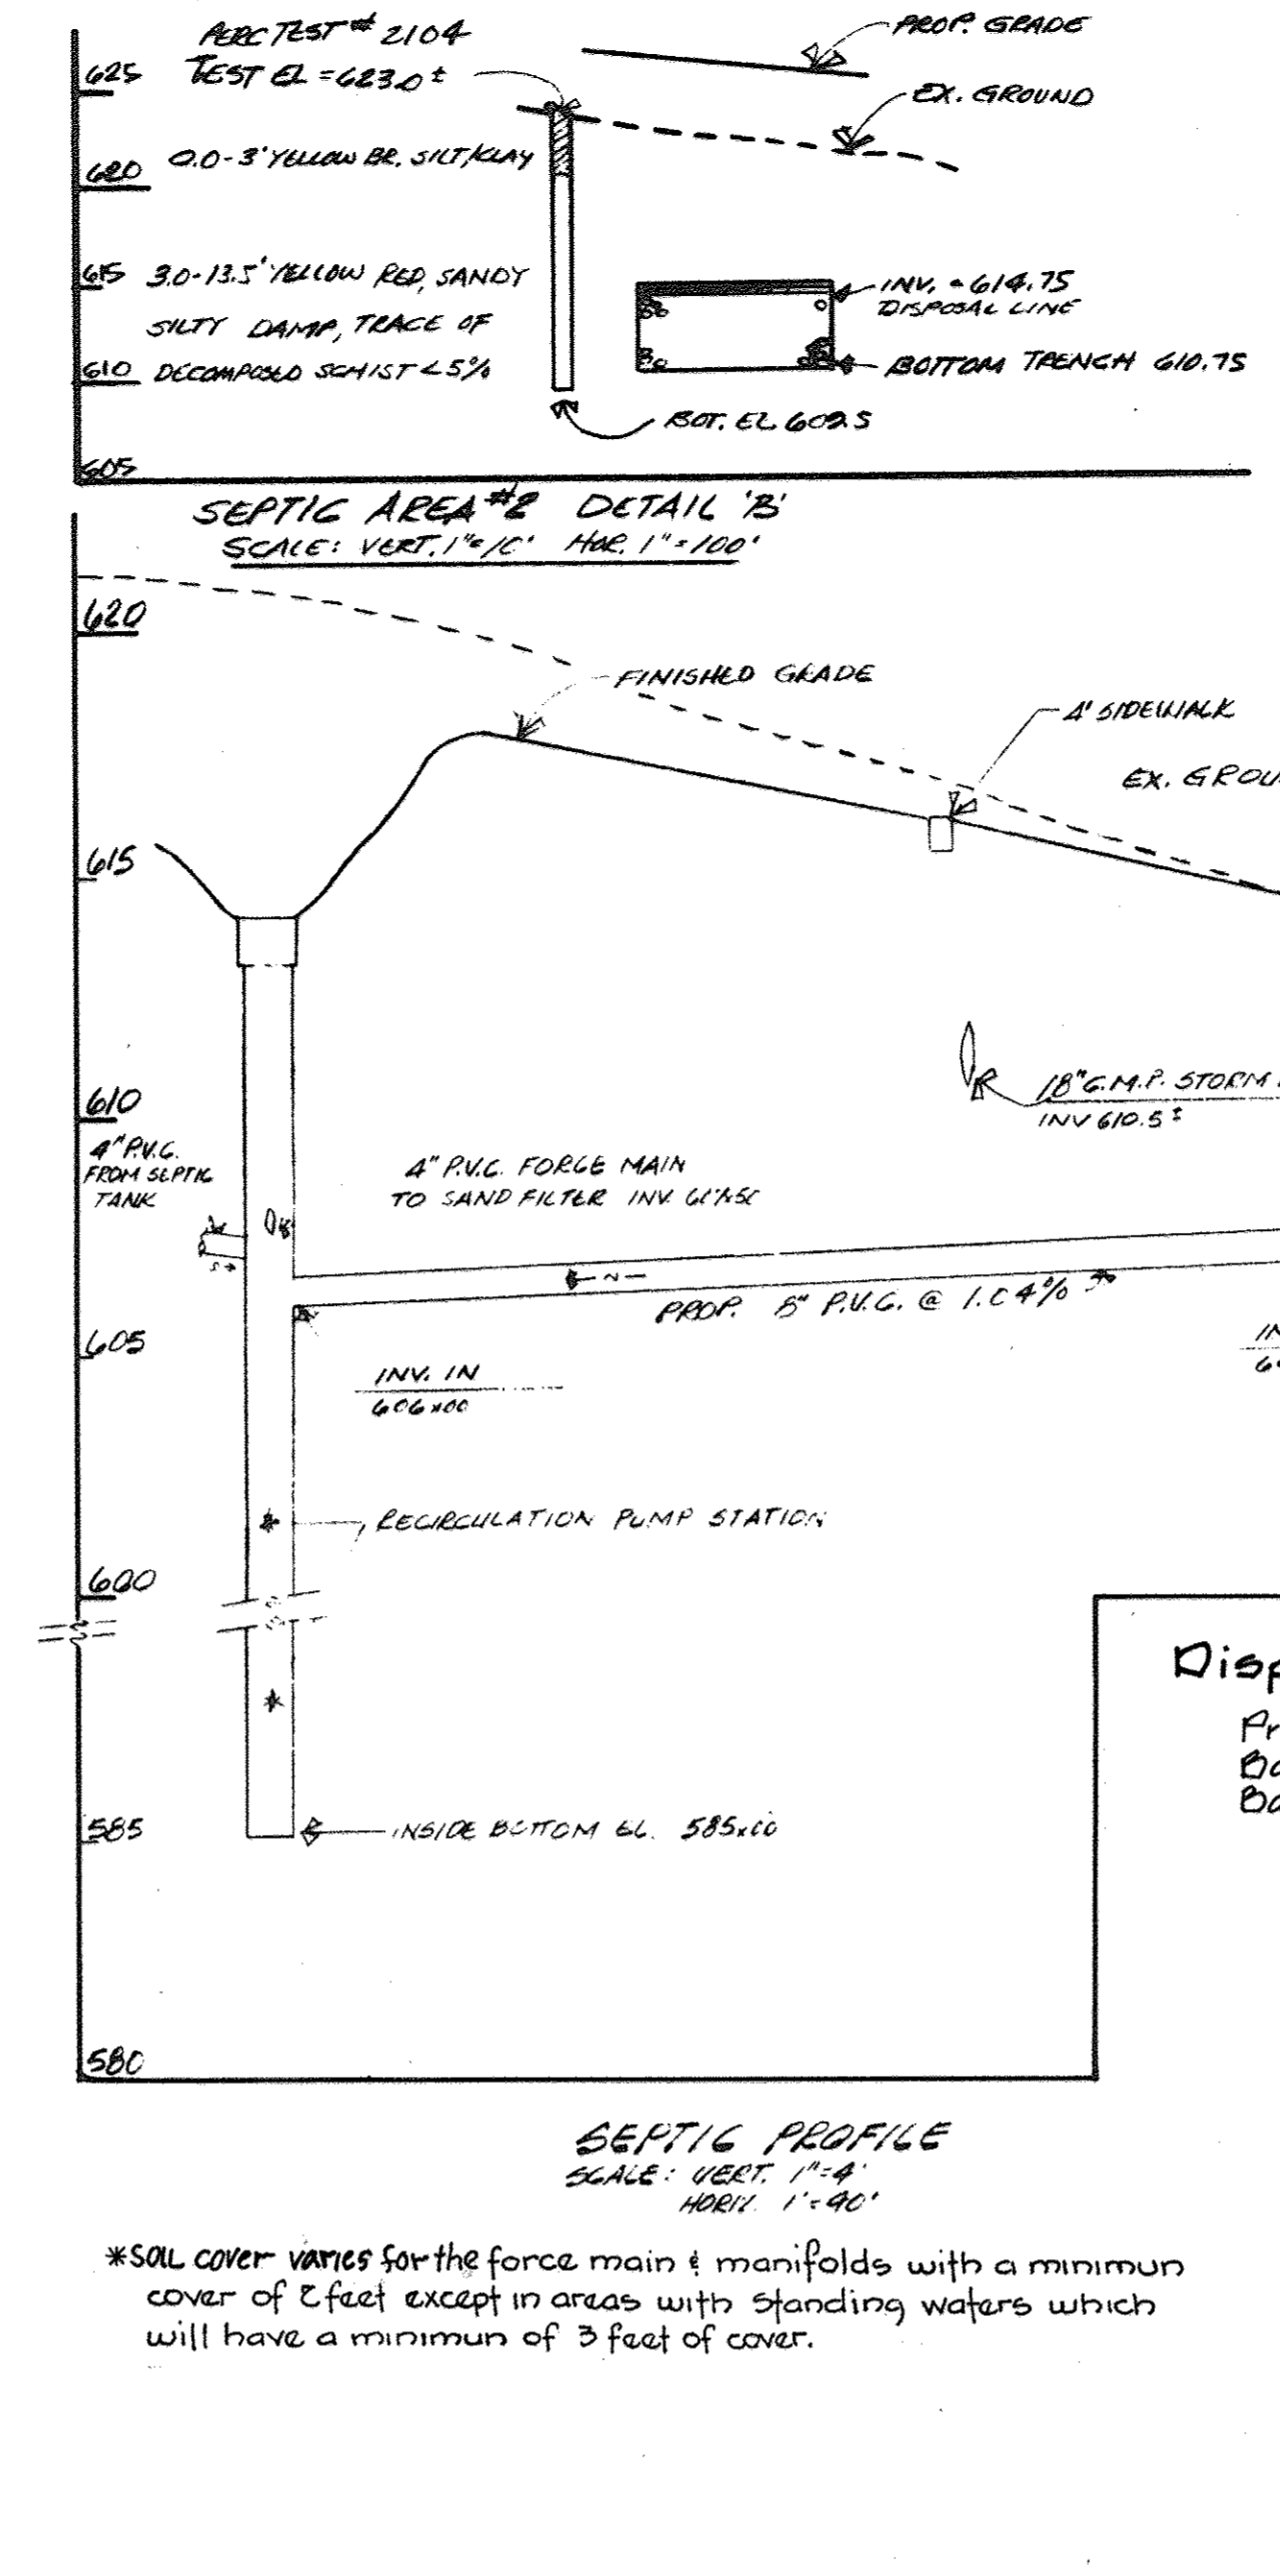 PERC TEST # 2104
PROP. GRADE
625
TEST EL = 623.0 ±
EX. GROUND
620
0.0-3' YELLOW BR. SILT/CLAY
615
3.0-13.5' YELLOW RED, SANDY
INV. = 614.75
DISPOSAL LINE
SILTY DAMP, TRACE OF
610
DECOMPOSED SCHIST <5%
BOTTOM TRENCH 610.75
BOT. EL 609.5
605
SEPTIC AREA #2 DETAIL 'B'
SCALE: VERT. 1"=10' HOR. 1"=100'
620
FINISHED GRADE
4' SIDEWALK
EX. GROU
615
18" C.M.P. STORM
INV 610.5 ±
610
4" P.V.C.
FROM SEPTIC
TANK
4" P.V.C. FORCE MAIN
TO SAND FILTER INV.
PROP. 8" P.V.C. @ 1.04%
605
INV. IN
606x00
IN
RECIRCULATION PUMP STATION
600
Disp
Pr
Bo
Bo
585
INSIDE BOTTOM EL. 585x00
580
SEPTIC PROFILE
SCALE: VERT. 1"=4'
HORIZ. 1"=40'
*Soil cover varies for the force main & manifolds with a minimun
cover of 2 feet except in areas with standing waters which
will have a minimun of 3 feet of cover.